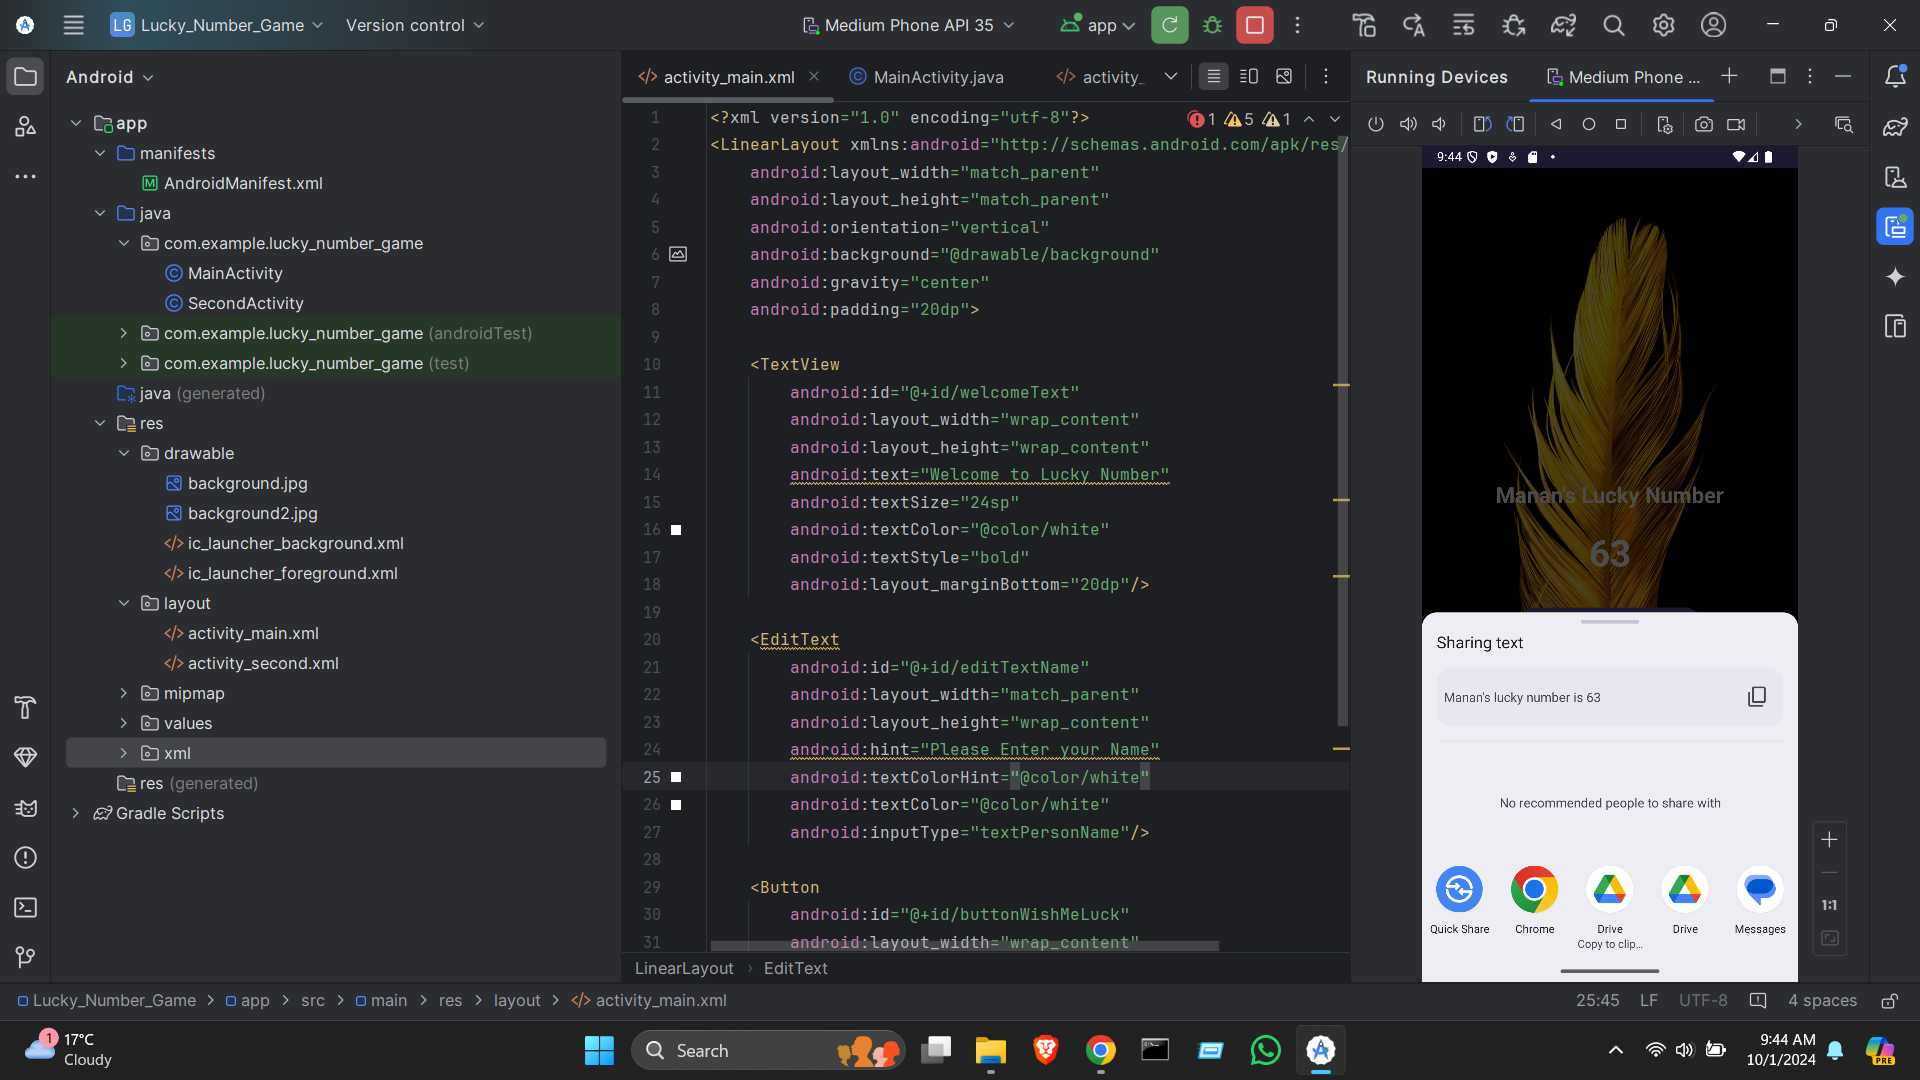 LG Lucky_Number_Game Version control Medium Phone API 35 app
Android
app
manifests
AndroidManifest.xml
java
com.example.lucky_number_game
MainActivity
SecondActivity
com.example.lucky_number_game (androidTest)
com.example.lucky_number_game (test)
java (generated)
res
drawable
background.jpg
background2.jpg
ic_launcher_background.xml
ic_launcher_foreground.xml
layout
activity_main.xml
activity_second.xml
mipmap
values
xml
res (generated)
Gradle Scripts
activity_main.xml MainActivity.java activity_
1 5 1
1 <?xml version="1.0" encoding="utf-8"?>
2 <LinearLayout xmlns:android="http://schemas.android.com/apk/res/
3 android:layout_width="match_parent"
4 android:layout_height="match_parent"
5 android:orientation="vertical"
6 android:background="@drawable/background"
7 android:gravity="center"
8 android:padding="20dp">
9
10 <TextView
11 android:id="@+id/welcomeText"
12 android:layout_width="wrap_content"
13 android:layout_height="wrap_content"
14 android:text="Welcome to Lucky Number"
15 android:textSize="24sp"
16 android:textColor="@color/white"
17 android:textStyle="bold"
18 android:layout_marginBottom="20dp"/>
19
20 <EditText
21 android:id="@+id/editTextName"
22 android:layout_width="match_parent"
23 android:layout_height="wrap_content"
24 android:hint="Please Enter your Name"
25 android:textColorHint="@color/white"
26 android:textColor="@color/white"
27 android:inputType="textPersonName"/>
28
29 <Button
30 android:id="@+id/buttonWishMeLuck"
31 android:layout_width="wrap_content"
LinearLayout EditText
Running Devices Medium Phone ...
9:44
Manan's Lucky Number
63
Sharing text
Manan's lucky number is 63
No recommended people to share with
Quick Share Chrome Drive Drive Messages
Copy to clip...
1:1
Lucky_Number_Game > app > src > main > res > layout > activity_main.xml
25:45 LF UTF-8 4 spaces
1
17°C
Cloudy
Search
9:44 AM
10/1/2024
PRE